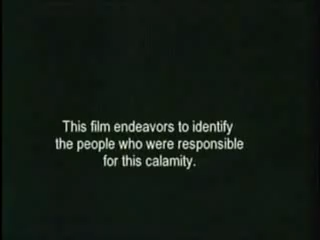 This film endeavors to identify
the people who were responsible
for this calamity.